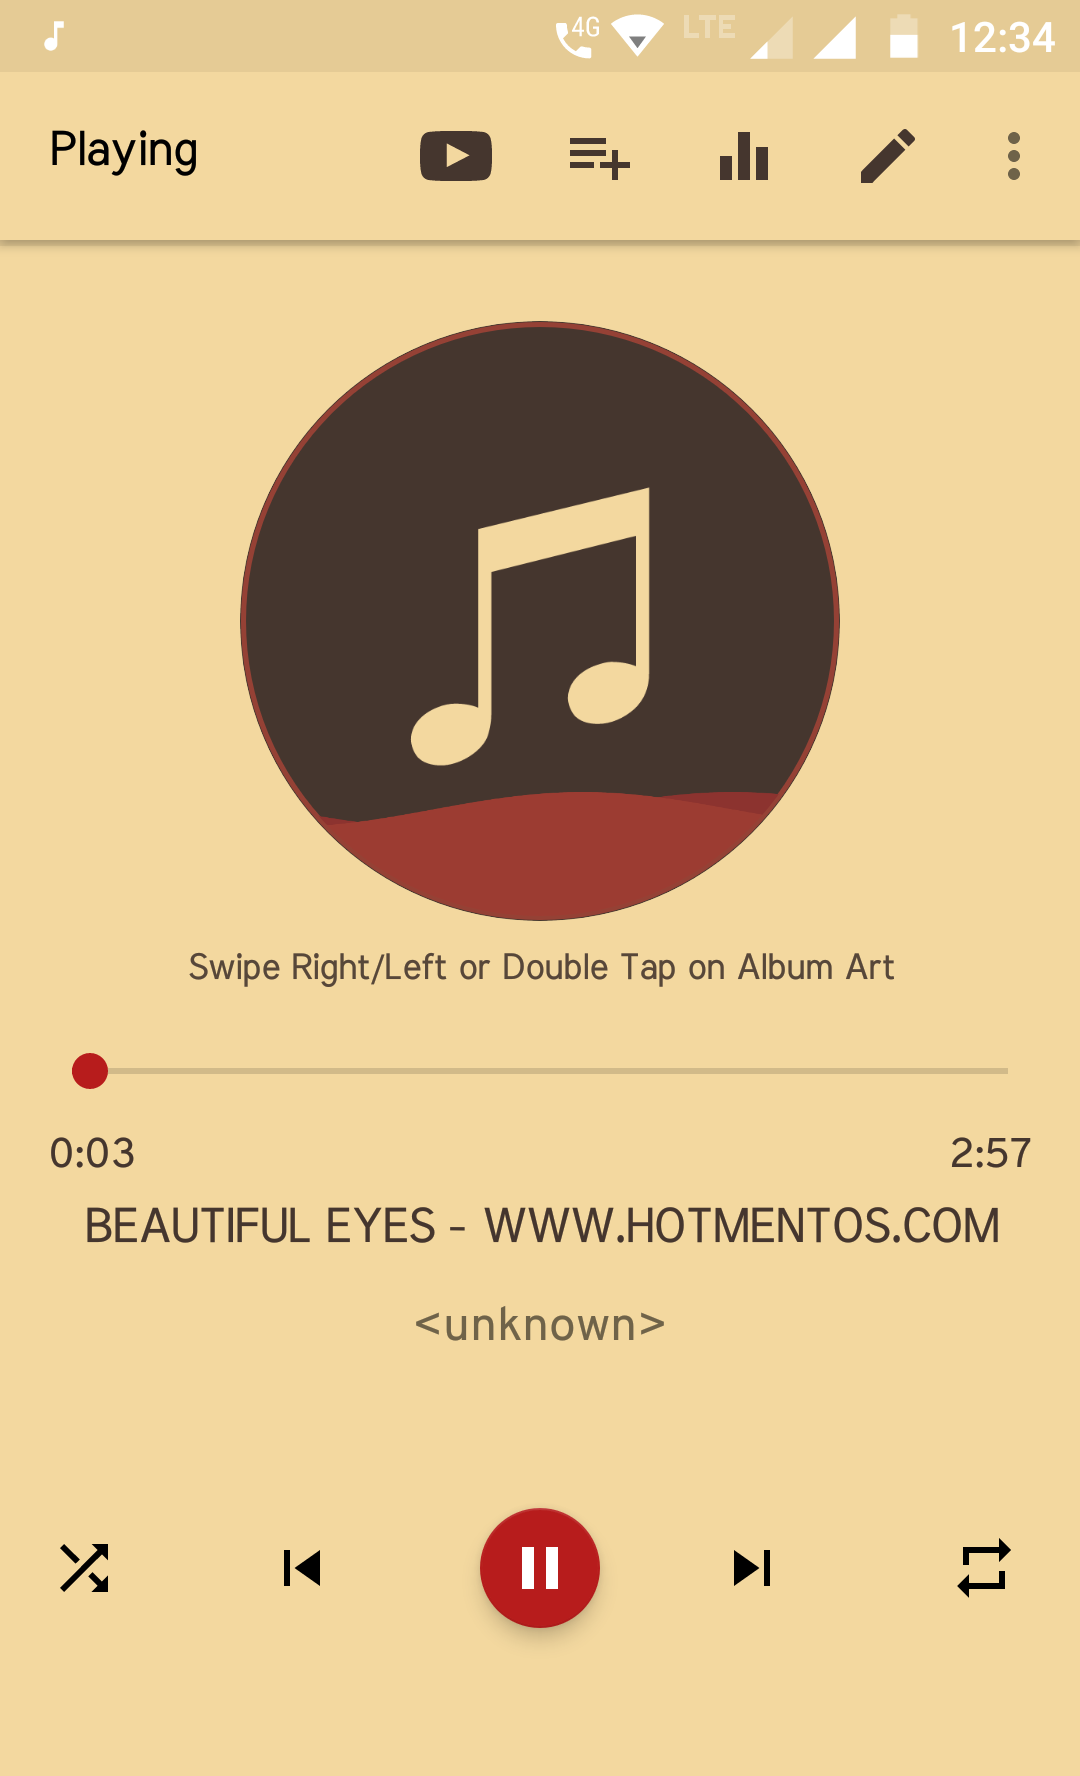 4G LTE 12:34
Playing
Swipe Right/Left or Double Tap on Album Art
0:03 2:57
BEAUTIFUL EYES - WWW.HOTMENTOS.COM
<unknown>